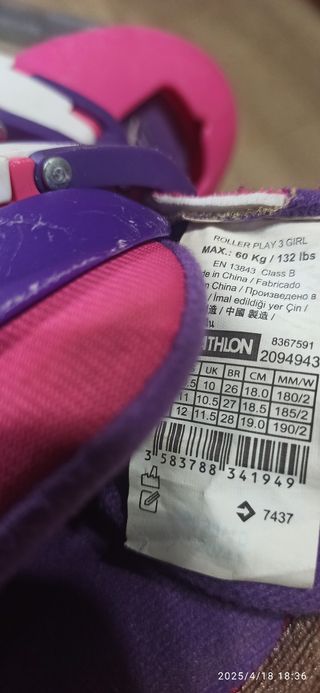 ROLLER PLAY 3 GIRL
MAX.: 60 Kg / 132 lbs
EN 13843 Class B
in China / Fabricado
in China / Произведено в
/ İmal edildiği yer Çin /
造 / 中國 製造 /
8367591
THLON 2094943
UK BR CM MM/W
10 26 18.0 180/2
11 10.5 27 18.5 185/2
12 11.5 28 19.0 190/2
3 583788 341949
7437
2025/4/18 18:36